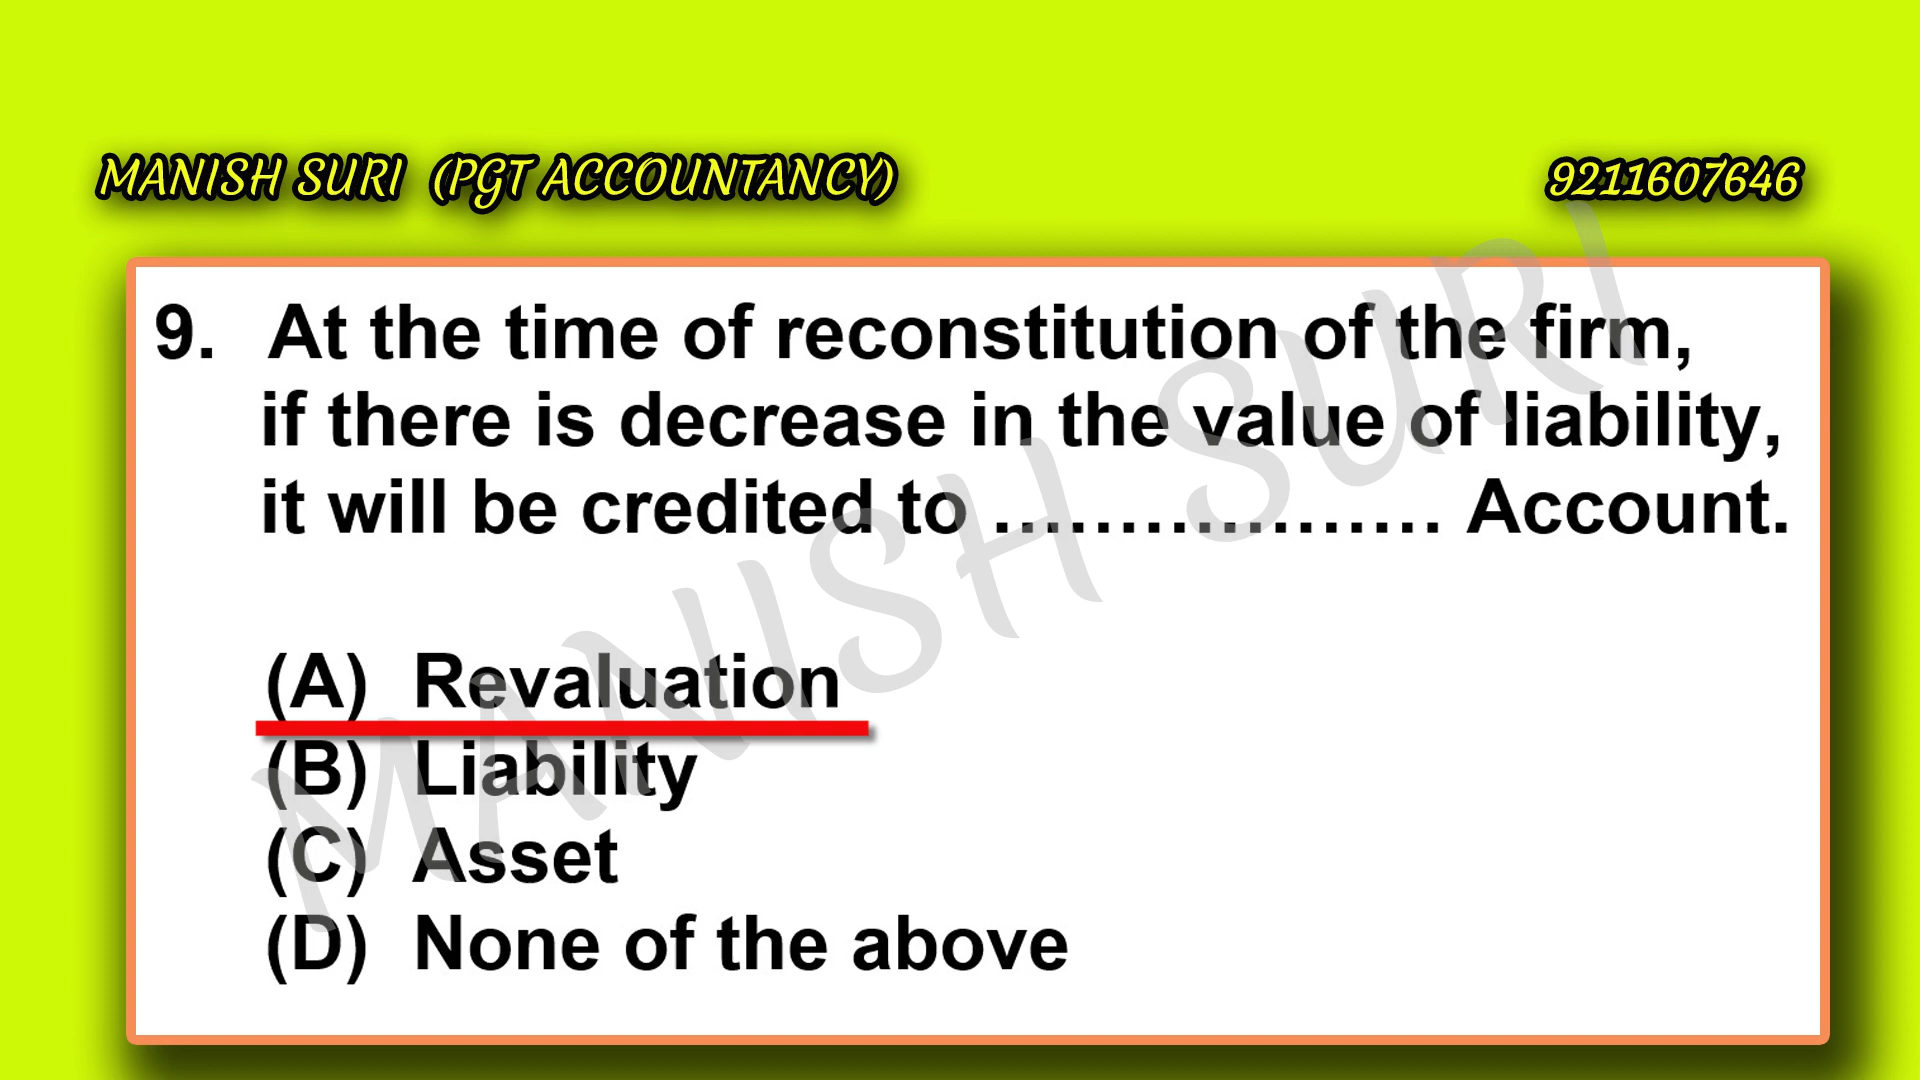 MANISH SURI (PGT ACCOUNTANCY) 9211607646
9. At the time of reconstitution of the firm,
if there is decrease in the value of liability,
it will be credited to ................. Account.
(A) Revaluation
(B) Liability
(C) Asset
(D) None of the above
MANISH SURI